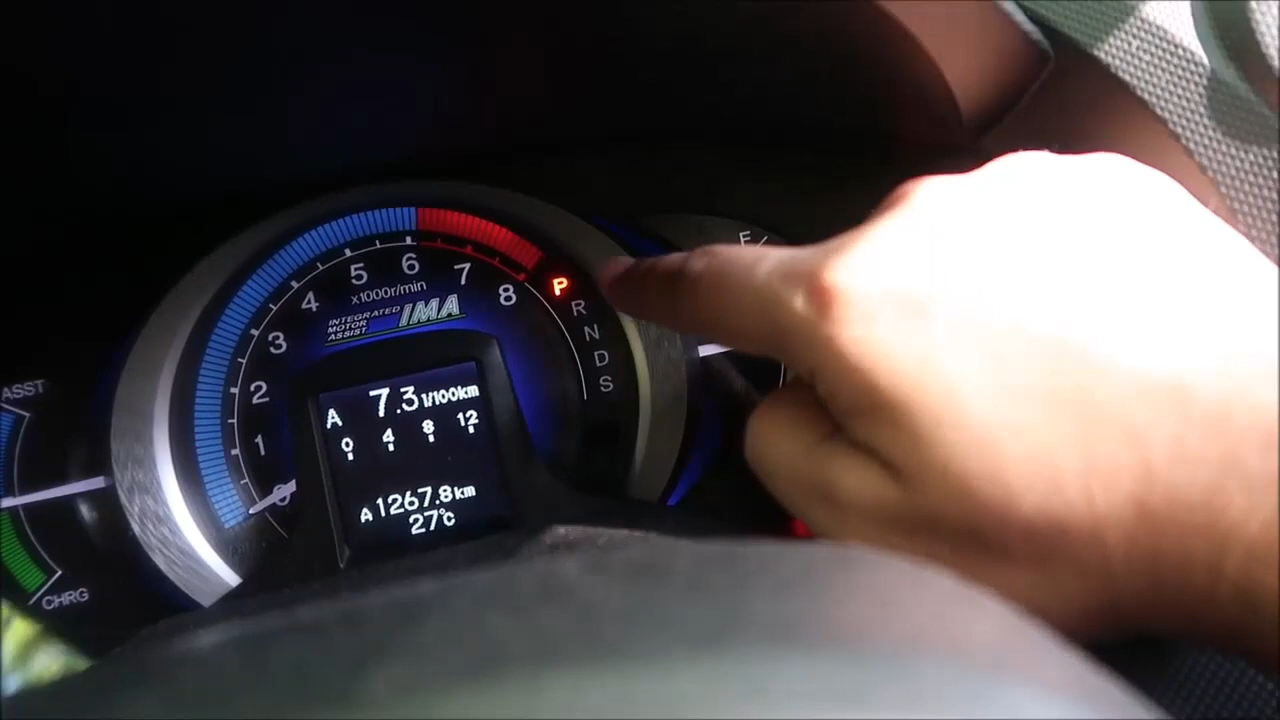 ASST
CHRG
0
1
2
3
4
5
6
7
8
x1000r/min
INTEGRATED
MOTOR
ASSIST
IMA
P
R
N
D
S
A 7.3 l/100km
0 4 8 12
A 1267.8km
27°C
F